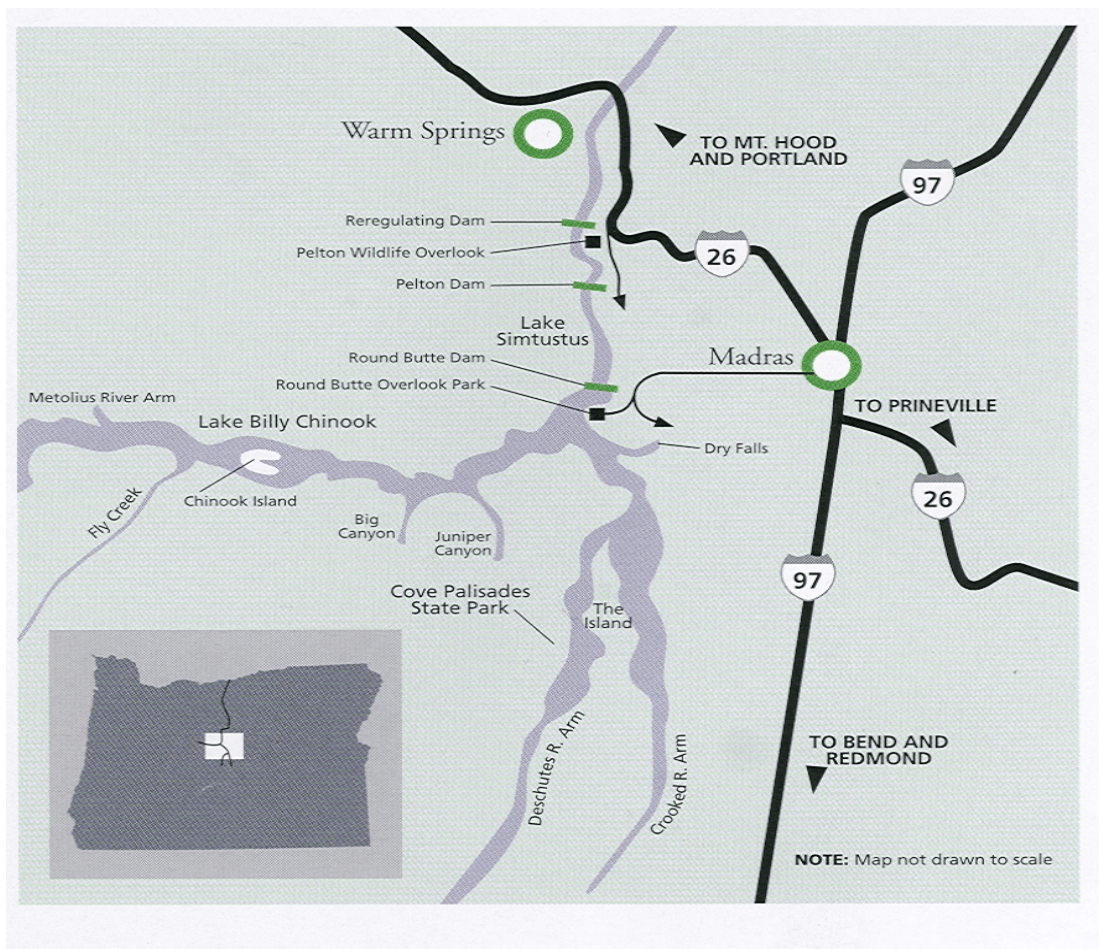 Warm Springs
TO MT. HOOD
AND PORTLAND
97
Reregulating Dam
Pelton Wildlife Overlook
26
Pelton Dam
Lake
Simtustus
Round Butte Dam
Madras
Round Butte Overlook Park
Metolius River Arm
TO PRINEVILLE
Lake Billy Chinook
Dry Falls
Chinook Island
26
Fly Creek
Big
Canyon
Juniper
Canyon
97
Cove Palisades
State Park
The
Island
Deschutes R. Arm
Crooked R. Arm
TO BEND AND
REDMOND
NOTE: Map not drawn to scale